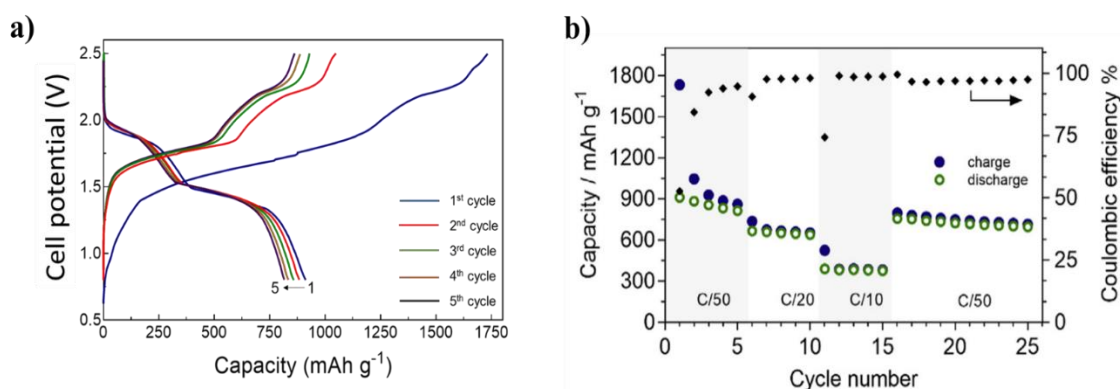 a)
Cell potential (V)
2.5
2.0
1.5
1.0
0.5
1st cycle
2nd cycle
3rd cycle
4th cycle
5th cycle
5 ← 1
0 250 500 750 1000 1250 1500 1750
Capacity (mAh g-1)
b)
Capacity / mAh g-1
1800
1500
1200
900
600
300
0
charge
discharge
C/50 C/20 C/10 C/50
100
75
50
25
0
Coulombic efficiency %
0 5 10 15 20 25
Cycle number